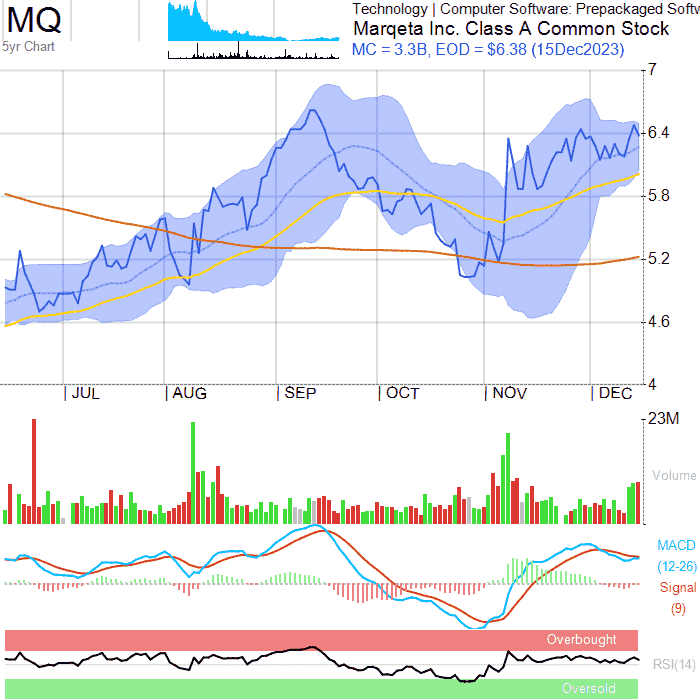 MQ
5yr Chart
Technology | Computer Software: Prepackaged Softw
Marqeta Inc. Class A Common Stock
MC = 3.3B, EOD = $6.38 (15Dec2023)
7
6.4
5.8
5.2
4.6
4
JUL AUG SEP OCT NOV DEC
23M
Volume
MACD
(12-26)
Signal
(9)
Overbought
RSI(14)
Oversold